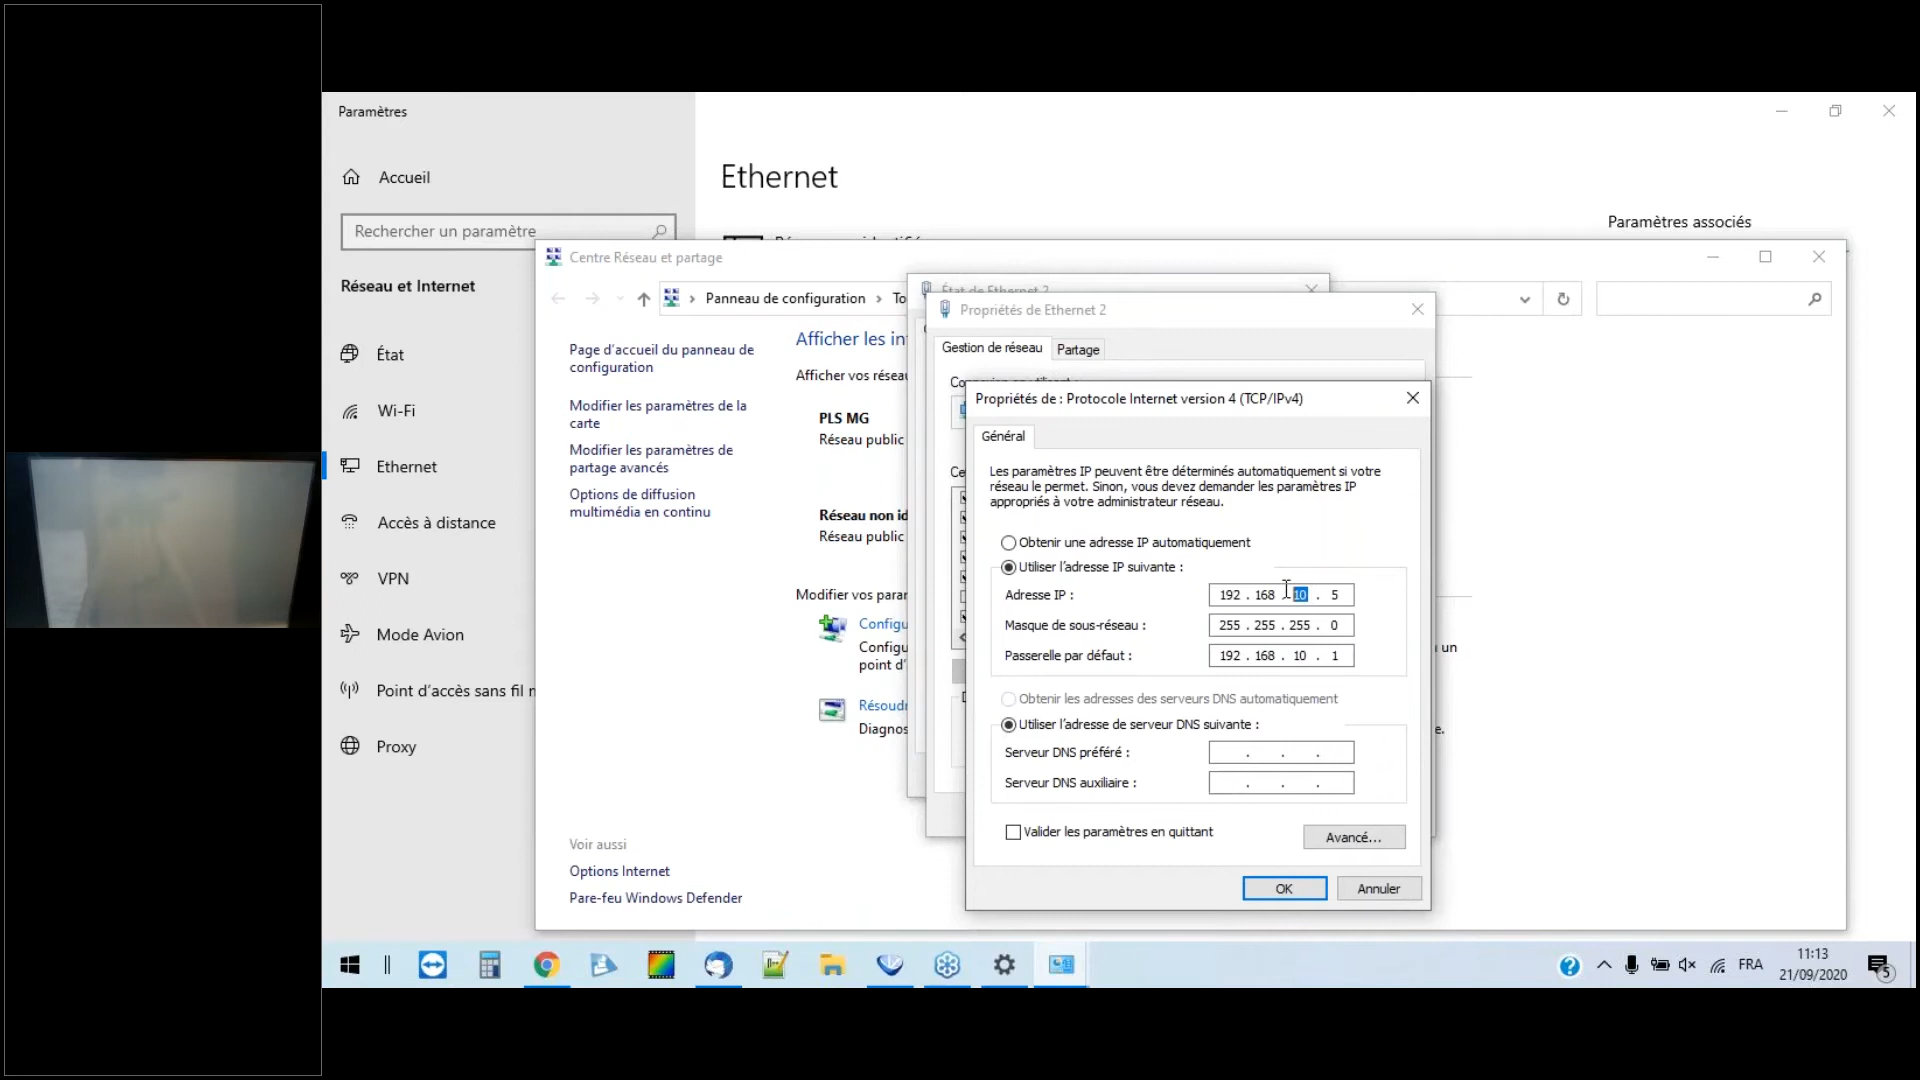 Paramètres
Accueil
Rechercher un paramètre
Réseau et Internet
État
Wi-Fi
Ethernet
Accès à distance
VPN
Mode Avion
Point d'accès sans fil
Proxy
Ethernet
Paramètres associés
Centre Réseau et partage
Panneau de configuration
Page d'accueil du panneau de
configuration
Modifier les paramètres de la
carte
Modifier les paramètres de
partage avancés
Options de diffusion
multimédia en continu
Voir aussi
Options Internet
Pare-feu Windows Defender
Afficher les
Afficher vos
PLS MG
Réseau public
Réseau non
Réseau public
Modifier vos
point d'
un
État de Ethernet 2
Propriétés de Ethernet 2
Gestion de réseau
Partage
Propriétés de : Protocole Internet version 4 (TCP/IPv4)
Général
Les paramètres IP peuvent être déterminés automatiquement si votre
réseau le permet. Sinon, vous devez demander les paramètres IP
appropriés à votre administrateur réseau.
Obtenir une adresse IP automatiquement
Utiliser l'adresse IP suivante :
Adresse IP : 192 . 168 . 10 . 5
Masque de sous-réseau : 255 . 255 . 255 . 0
Passerelle par défaut : 192 . 168 . 10 . 1
Obtenir les adresses des serveurs DNS automatiquement
Utiliser l'adresse de serveur DNS suivante :
Serveur DNS préféré : . . .
Serveur DNS auxiliaire : . . .
Valider les paramètres en quittant
Avancé...
OK
Annuler
FRA
11:13
21/09/2020
5